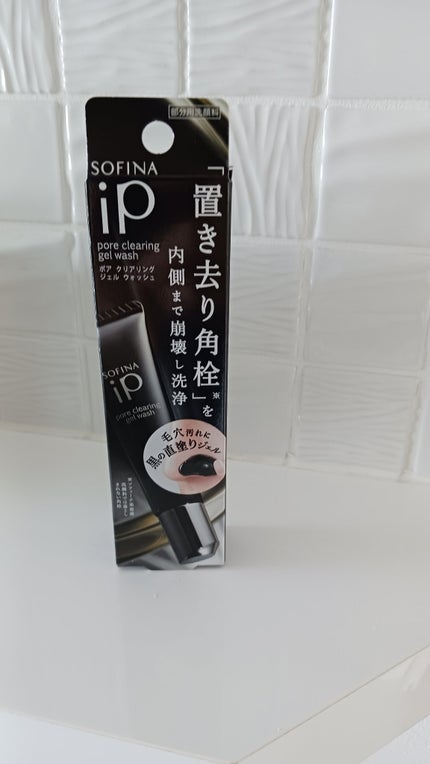 部分用洗顔料
SOFINA
iP
pore clearing
gel wash
ポア クリアリング
ジェル ウォッシュ
「置き去り角栓」※を
内側まで崩壊し洗浄
SOFINA
iP
pore clearing
gel wash
毛穴汚れに
黒の直塗りジェル